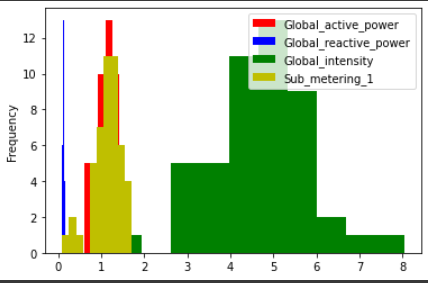 Global_active_power
Global_reactive_power
Global_intensity
Sub_metering_1
Frequency
12
10
8
6
4
2
0
0 1 2 3 4 5 6 7 8